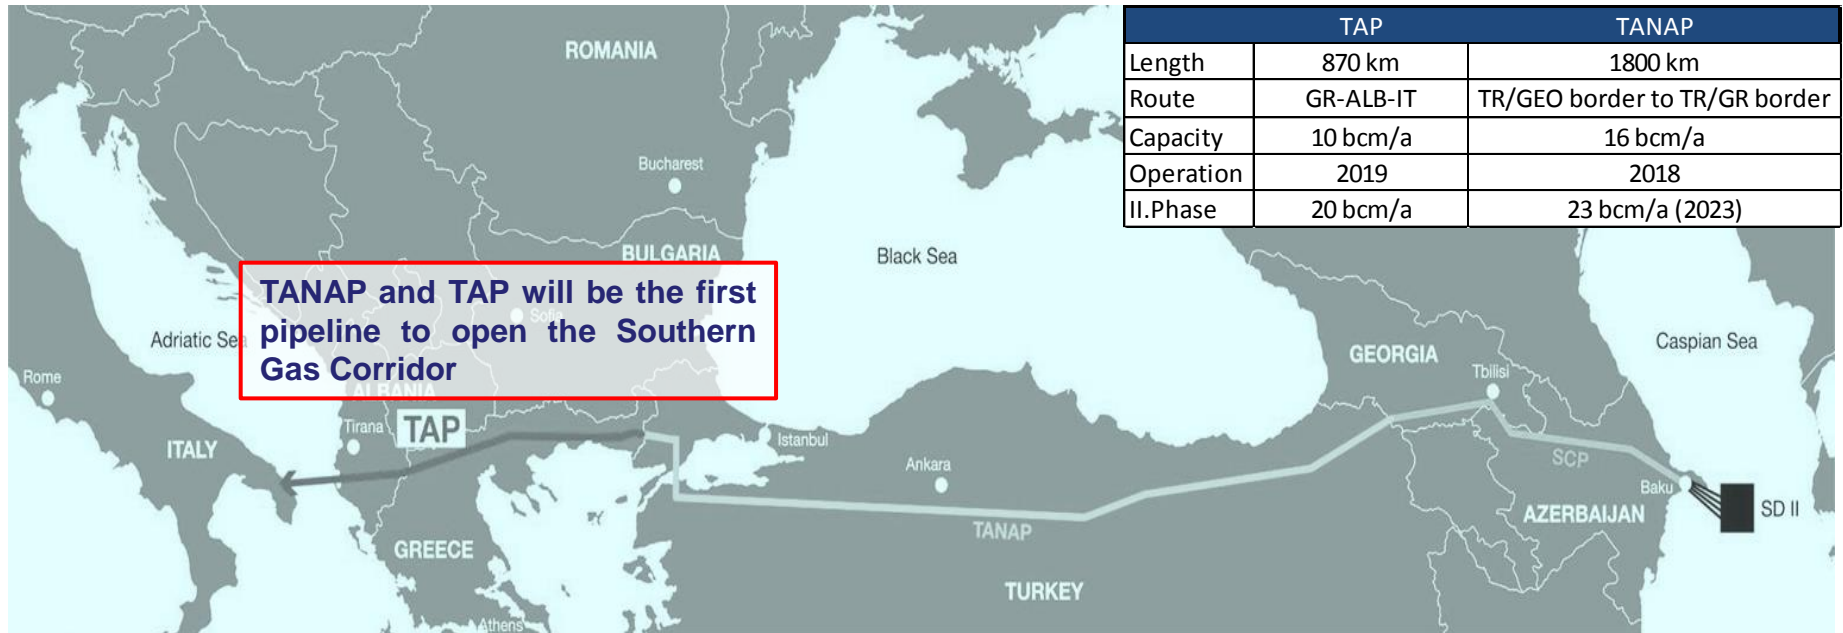 TAP TANAP
Length 870 km 1800 km
Route GR-ALB-IT TR/GEO border to TR/GR border
Capacity 10 bcm/a 16 bcm/a
Operation 2019 2018
II.Phase 20 bcm/a 23 bcm/a (2023)
ROMANIA
Bucharest
BULGARIA
Black Sea
TANAP and TAP will be the first
pipeline to open the Southern
Gas Corridor
Sofia
Adriatic Sea
Caspian Sea
GEORGIA
Tbilisi
Rome
ALBANIA
Tirana
TAP
ITALY
Istanbul
Ankara
SCP
Baku
AZERBAIJAN
SD II
TANAP
GREECE
TURKEY
Athens